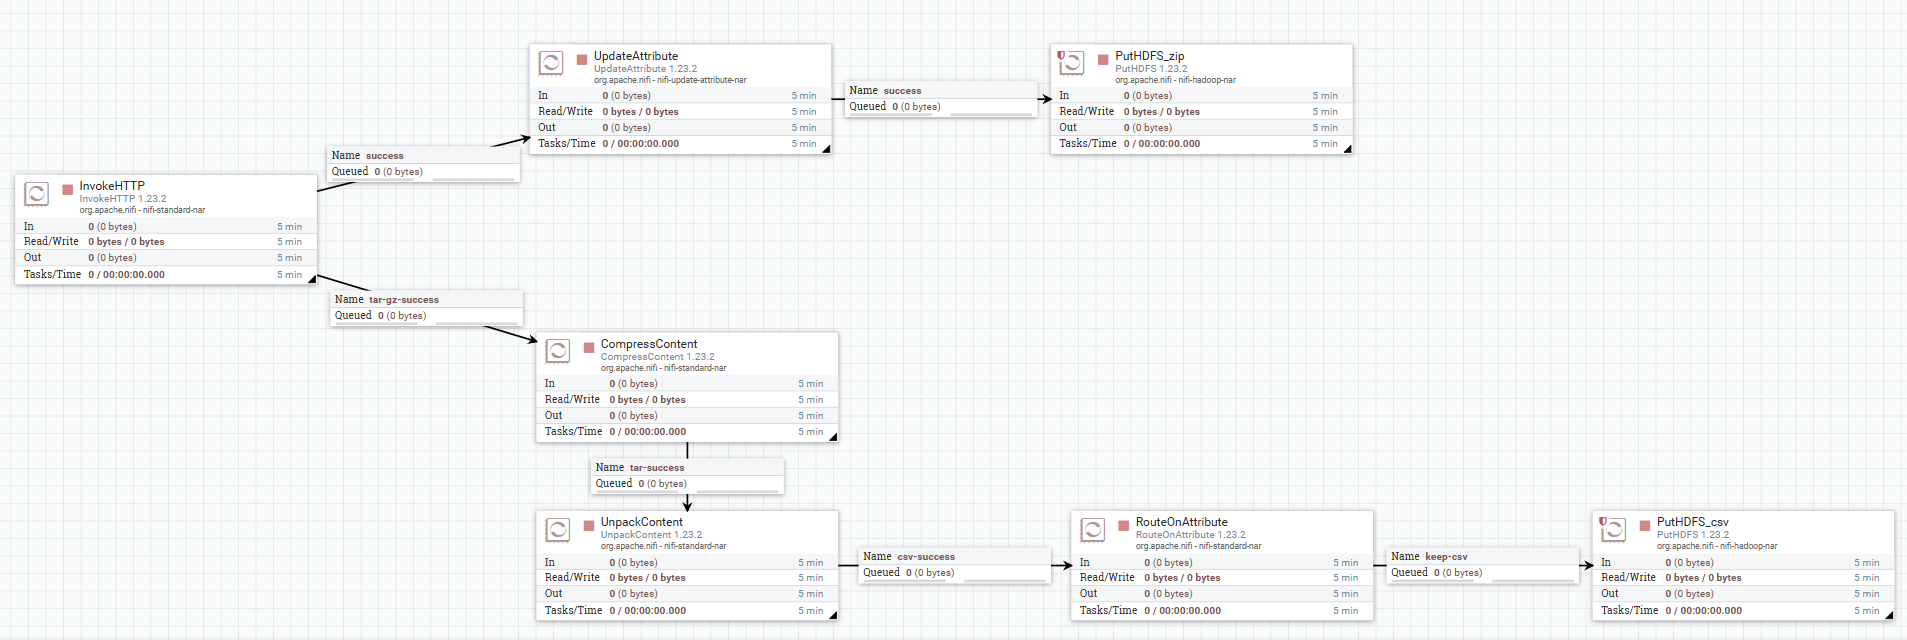 UpdateAttribute
UpdateAttribute 1.23.2
org.apache.nifi - nifi-update-attribute-nar
In 0 (0 bytes) 5 min
Read/Write 0 bytes / 0 bytes 5 min
Out 0 (0 bytes) 5 min
Tasks/Time 0 / 00:00:00.000 5 min
Name success
Queued 0 (0 bytes)
PutHDFS_zip
PutHDFS 1.23.2
org.apache.nifi - nifi-hadoop-nar
In 0 (0 bytes) 5 min
Read/Write 0 bytes / 0 bytes 5 min
Out 0 (0 bytes) 5 min
Tasks/Time 0 / 00:00:00.000 5 min
Name success
Queued 0 (0 bytes)
InvokeHTTP
InvokeHTTP 1.23.2
org.apache.nifi - nifi-standard-nar
In 0 (0 bytes) 5 min
Read/Write 0 bytes / 0 bytes 5 min
Out 0 (0 bytes) 5 min
Tasks/Time 0 / 00:00:00.000 5 min
Name tar-gz-success
Queued 0 (0 bytes)
CompressContent
CompressContent 1.23.2
org.apache.nifi - nifi-standard-nar
In 0 (0 bytes) 5 min
Read/Write 0 bytes / 0 bytes 5 min
Out 0 (0 bytes) 5 min
Tasks/Time 0 / 00:00:00.000 5 min
Name tar-success
Queued 0 (0 bytes)
UnpackContent
UnpackContent 1.23.2
org.apache.nifi - nifi-standard-nar
In 0 (0 bytes) 5 min
Read/Write 0 bytes / 0 bytes 5 min
Out 0 (0 bytes) 5 min
Tasks/Time 0 / 00:00:00.000 5 min
Name csv-success
Queued 0 (0 bytes)
RouteOnAttribute
RouteOnAttribute 1.23.2
org.apache.nifi - nifi-standard-nar
In 0 (0 bytes) 5 min
Read/Write 0 bytes / 0 bytes 5 min
Out 0 (0 bytes) 5 min
Tasks/Time 0 / 00:00:00.000 5 min
Name keep-csv
Queued 0 (0 bytes)
PutHDFS_csv
PutHDFS 1.23.2
org.apache.nifi - nifi-hadoop-nar
In 0 (0 bytes) 5 min
Read/Write 0 bytes / 0 bytes 5 min
Out 0 (0 bytes) 5 min
Tasks/Time 0 / 00:00:00.000 5 min